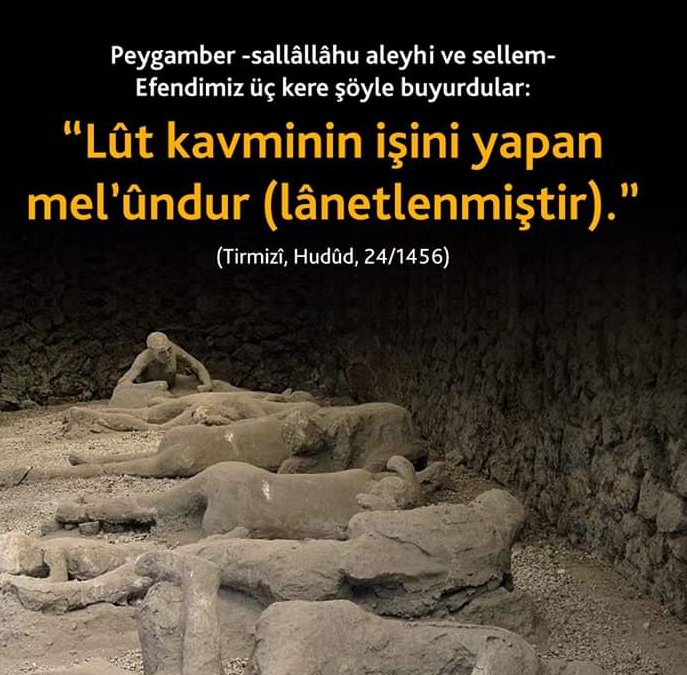 Peygamber -sallâllâhu aleyhi ve sellem-
Efendimiz üç kere şöyle buyurdular:
“Lût kavminin işini yapan
mel’ûndur (lânetlenmiştir).”
(Tirmizî, Hudûd, 24/1456)